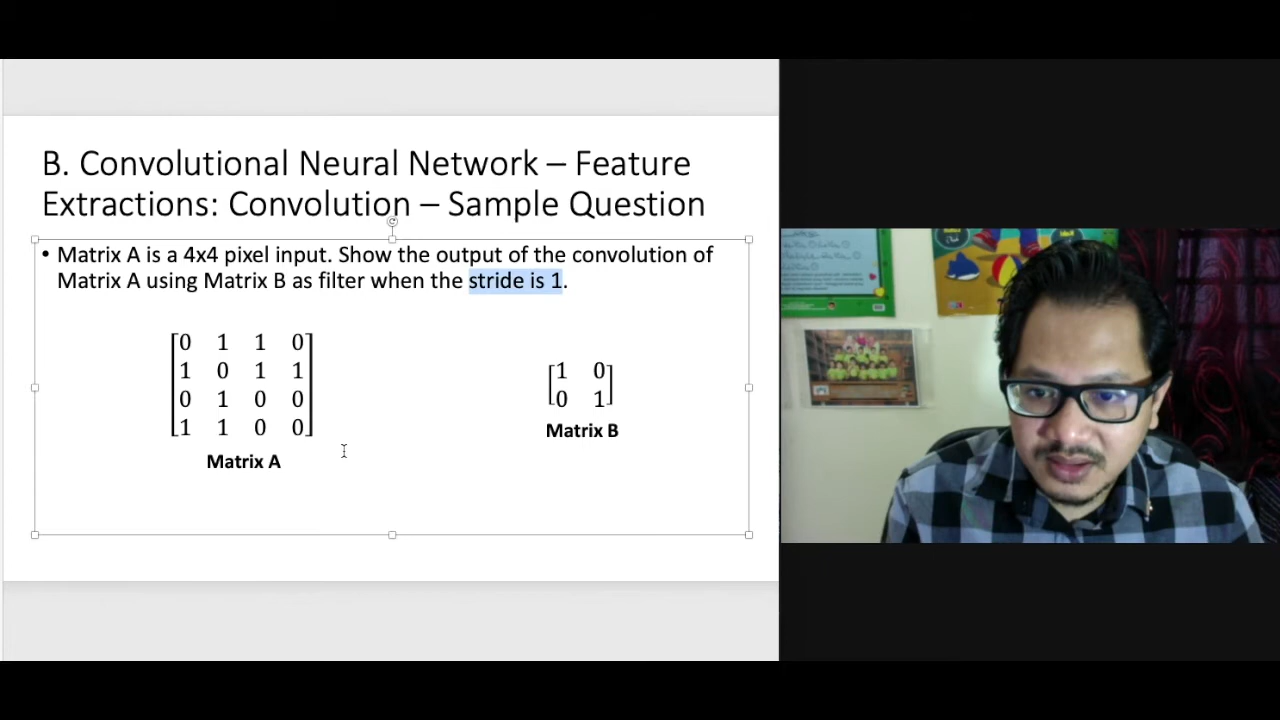 B. Convolutional Neural Network – Feature
Extractions: Convolution – Sample Question
• Matrix A is a 4x4 pixel input. Show the output of the convolution of
Matrix A using Matrix B as filter when the stride is 1.
0 1 1 0
1 0 1 1
0 1 0 0
1 1 0 0
Matrix A
1 0
0 1
Matrix B